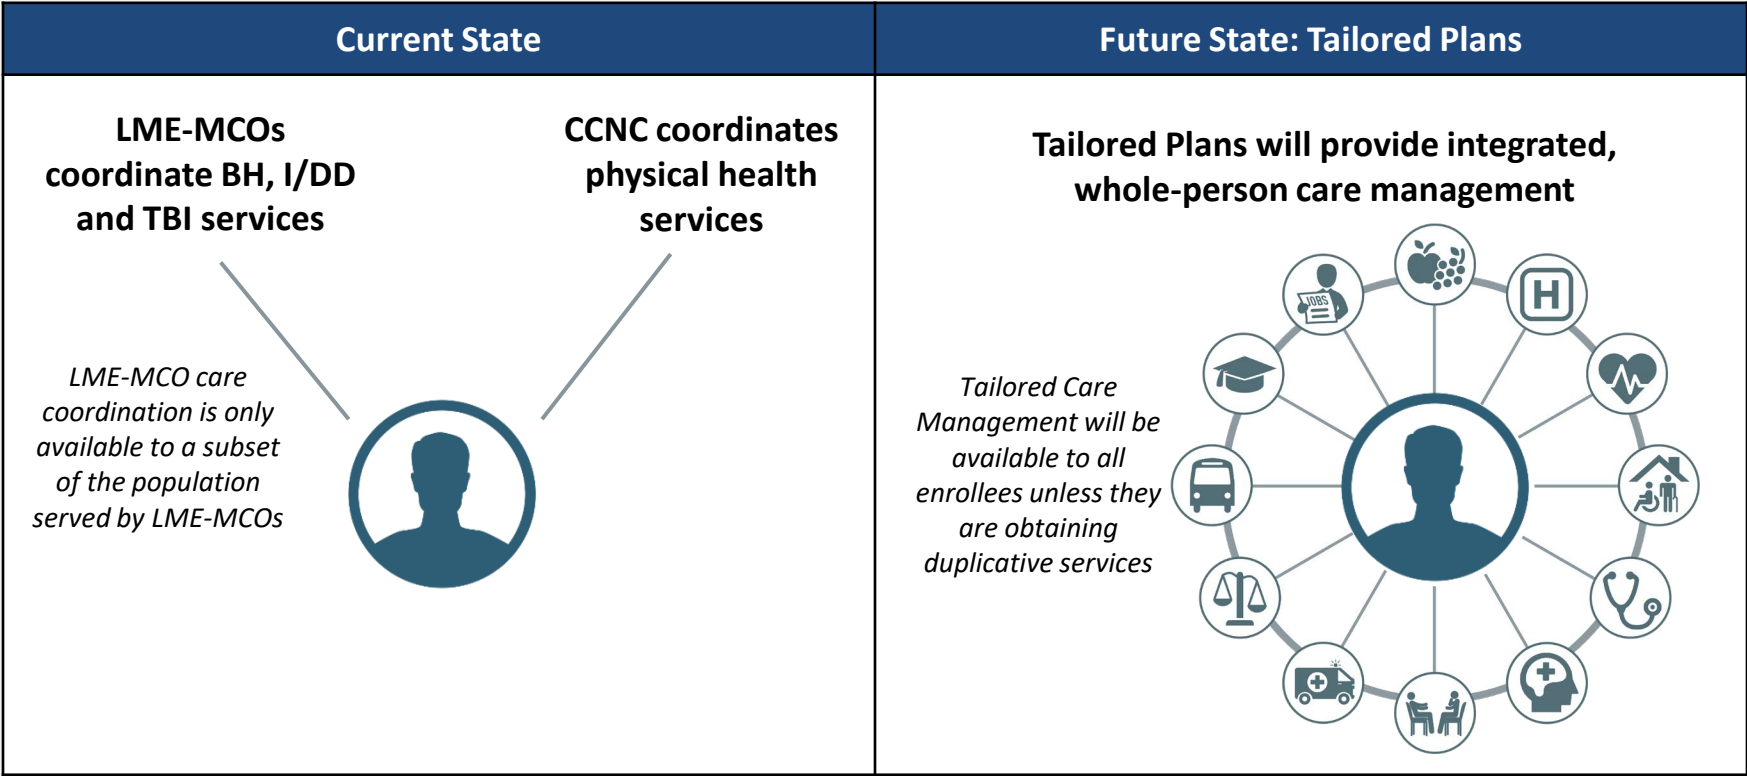 Current State
LME-MCOs
coordinate BH, I/DD
and TBI services
CCNC coordinates
physical health
services
LME-MCO care
coordination is only
available to a subset
of the population
served by LME-MCOs
Future State: Tailored Plans
Tailored Plans will provide integrated,
whole-person care management
Tailored Care
Management will be
available to all
enrollees unless they
are obtaining
duplicative services
JOBS
H